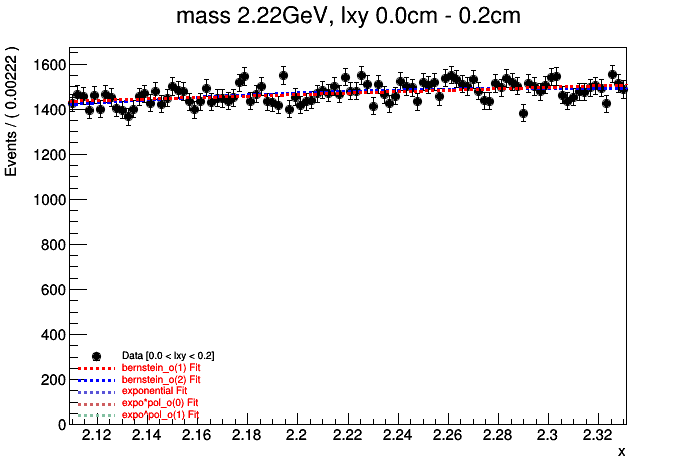 mass 2.22GeV, lxy 0.0cm - 0.2cm
Events / ( 0.00222 )
1600
1400
1200
1000
800
600
400
200
0
Data [0.0 < lxy < 0.2]
bernstein_o(1) Fit
bernstein_o(2) Fit
exponential Fit
expo*pol_o(0) Fit
expo*pol_o(1) Fit
2.12 2.14 2.16 2.18 2.2 2.22 2.24 2.26 2.28 2.3 2.32
x